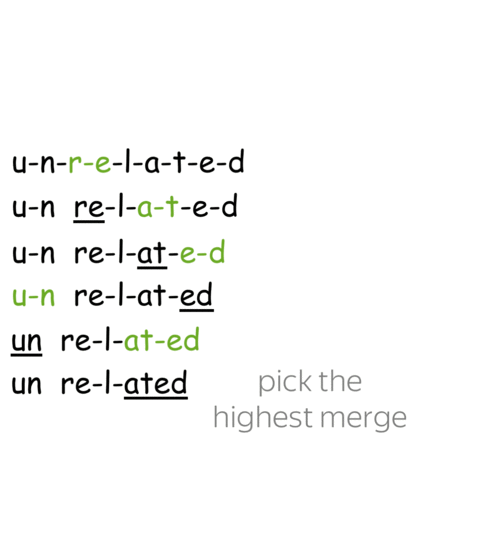 u-n-r-e-l-a-t-e-d
u-n re-l-a-t-e-d
u-n re-l-at-e-d
u-n re-l-at-ed
un re-l-at-ed
un re-l-ated
pick the
highest merge